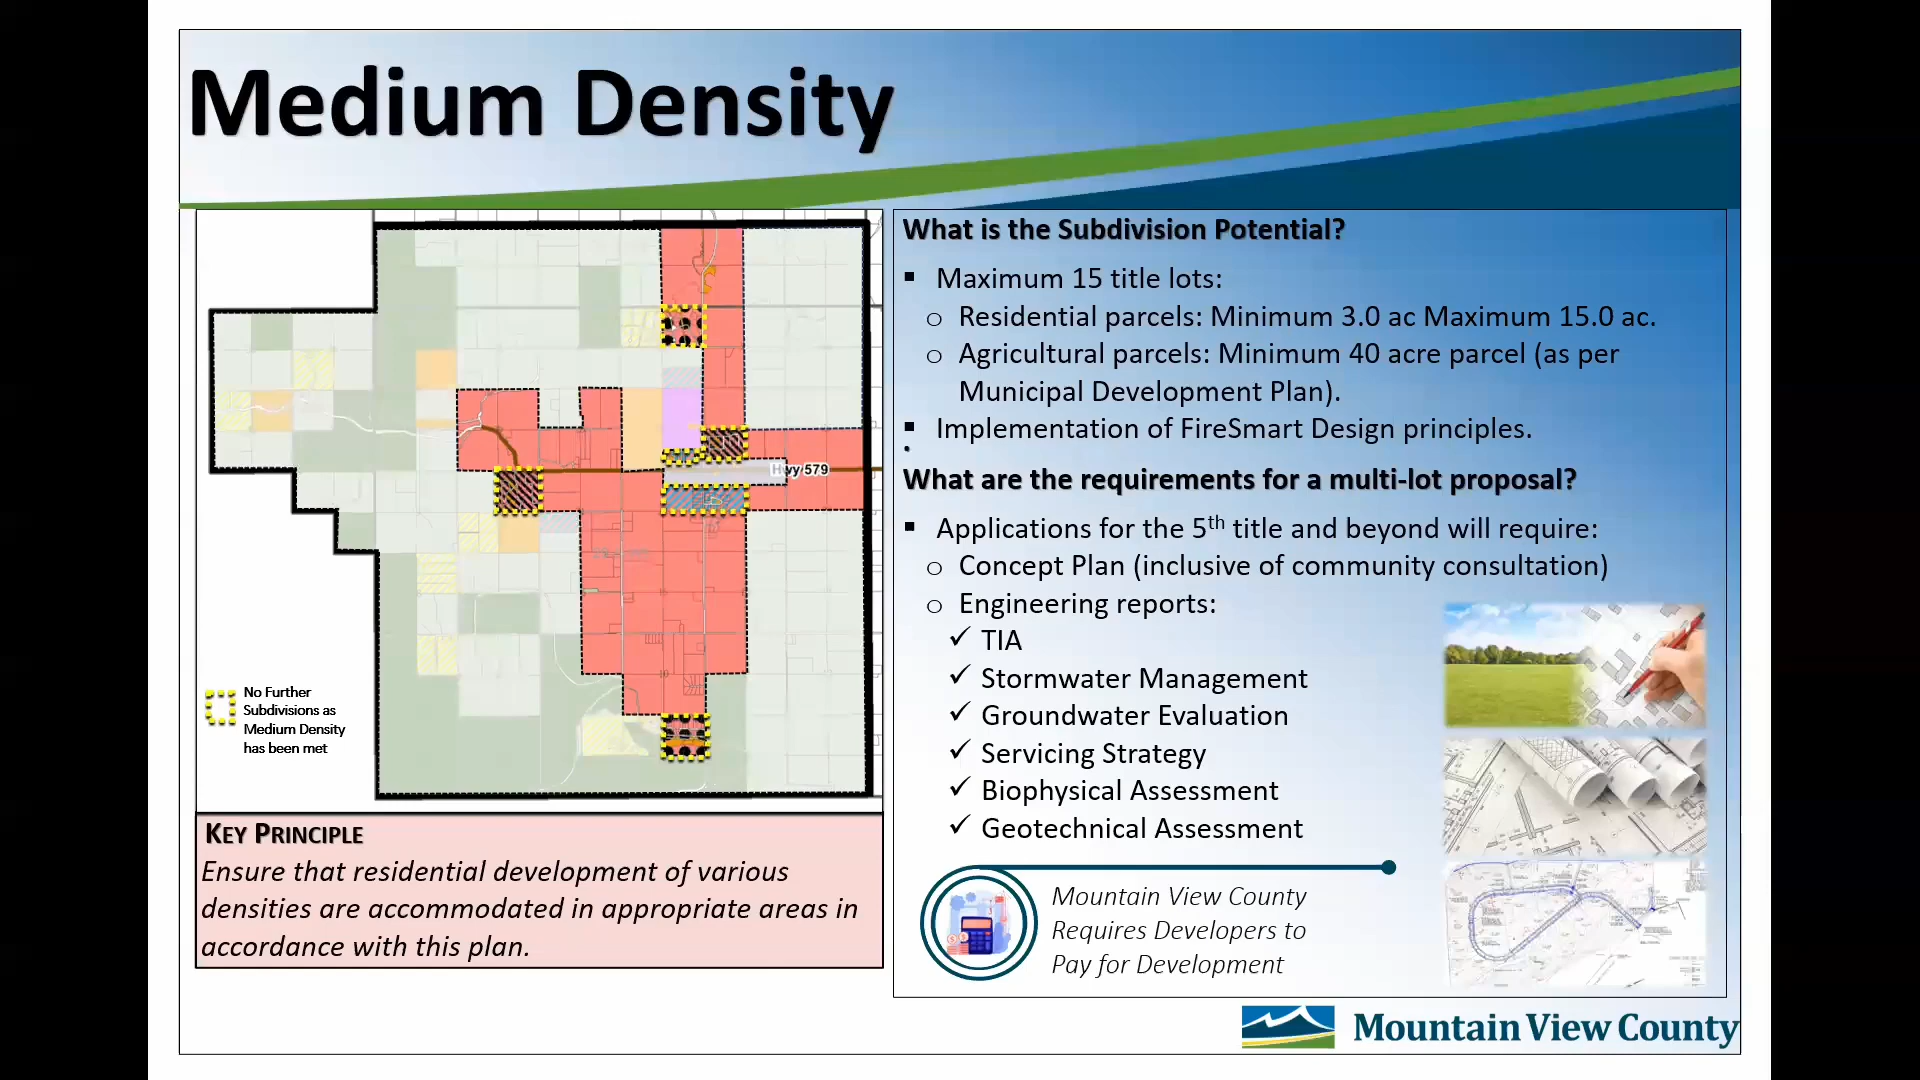 Medium Density
Hwy 579
10
No Further
Subdivisions as
Medium Density
has been met
KEY PRINCIPLE
Ensure that residential development of various
densities are accommodated in appropriate areas in
accordance with this plan.
What is the Subdivision Potential?
▪ Maximum 15 title lots:
o Residential parcels: Minimum 3.0 ac Maximum 15.0 ac.
o Agricultural parcels: Minimum 40 acre parcel (as per
Municipal Development Plan).
▪ Implementation of FireSmart Design principles.
What are the requirements for a multi-lot proposal?
▪ Applications for the 5th title and beyond will require:
o Concept Plan (inclusive of community consultation)
o Engineering reports:
✓ TIA
✓ Stormwater Management
✓ Groundwater Evaluation
✓ Servicing Strategy
✓ Biophysical Assessment
✓ Geotechnical Assessment
Mountain View County
Requires Developers to
Pay for Development
Mountain View County